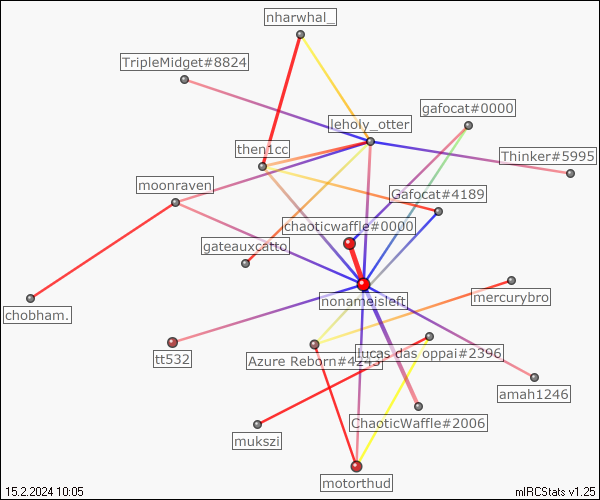 nharwhal_
TripleMidget#8824
gafocat#0000
leholy_otter
then1cc
Thinker#5995
moonraven
Gafocat#4189
chaoticwaffle#0000
gateauxcatto
nonameisleft
mercurybro
chobham.
tt532
Azure Reborn#4243
lucas das oppai#2396
amah1246
ChaoticWaffle#2006
mukszi
motorthud
15.2.2024 10:05
mIRCStats v1.25